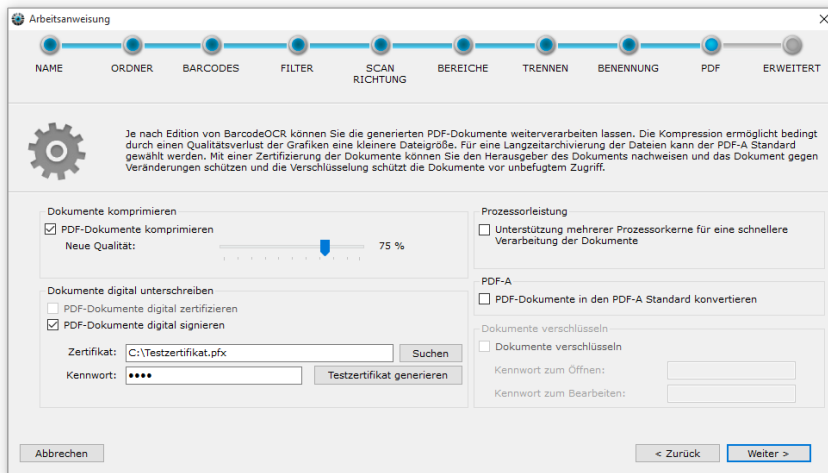 Arbeitsanweisung
NAME
ORDNER
BARCODES
FILTER
SCAN
RICHTUNG
BEREICHE
TRENNEN
BENENNUNG
PDF
ERWEITERT
Je nach Edition von BarcodeOCR können Sie die generierten PDF-Dokumente weiterverarbeiten lassen. Die Kompression ermöglicht bedingt
durch einen Qualitätsverlust der Grafiken eine kleinere Dateigröße. Für eine Langzeitarchivierung der Dateien kann der PDF-A Standard
gewählt werden. Mit einer Zertifizierung der Dokumente können Sie den Herausgeber des Dokuments nachweisen und das Dokument gegen
Veränderungen schützen und die Verschlüsselung schützt die Dokumente vor unbefugtem Zugriff.
Dokumente komprimieren
PDF-Dokumente komprimieren
Neue Qualität:
75 %
Dokumente digital unterschreiben
PDF-Dokumente digital zertifizieren
PDF-Dokumente digital signieren
Zertifikat:
C:\Testzertifikat.pfx
Suchen
Kennwort:
••••
Testzertifikat generieren
Prozessorleistung
Unterstützung mehrerer Prozessorkerne für eine schnellere
Verarbeitung der Dokumente
PDF-A
PDF-Dokumente in den PDF-A Standard konvertieren
Dokumente verschlüsseln
Dokumente verschlüsseln
Kennwort zum Öffnen:
Kennwort zum Bearbeiten:
Abbrechen
< Zurück
Weiter >